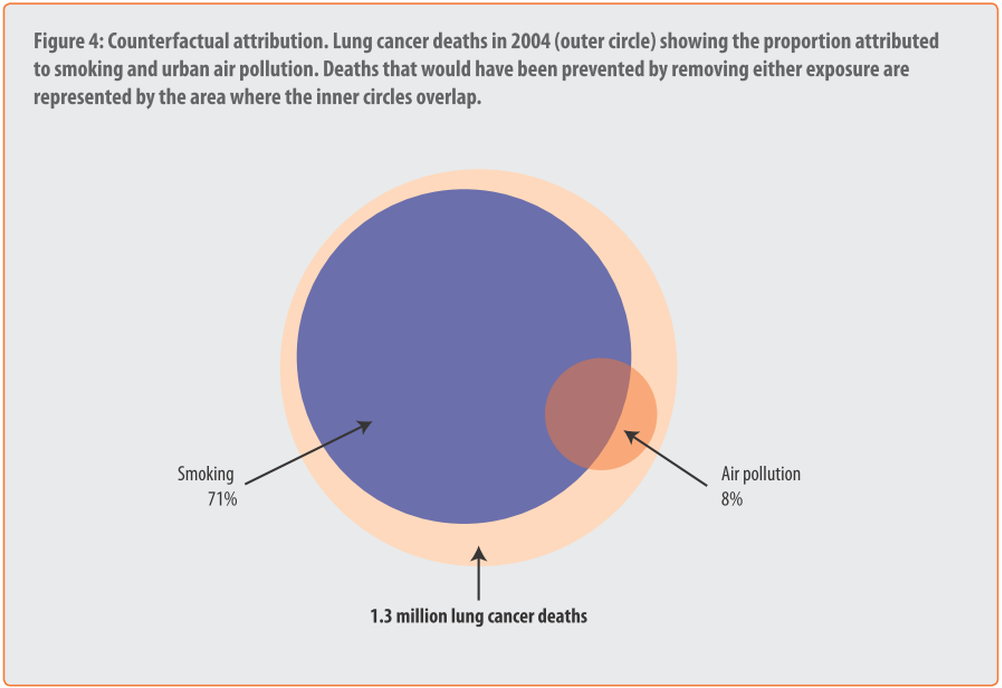 Figure 4: Counterfactual attribution. Lung cancer deaths in 2004 (outer circle) showing the proportion attributed
to smoking and urban air pollution. Deaths that would have been prevented by removing either exposure are
represented by the area where the inner circles overlap.
Smoking
71%
Air pollution
8%
1.3 million lung cancer deaths